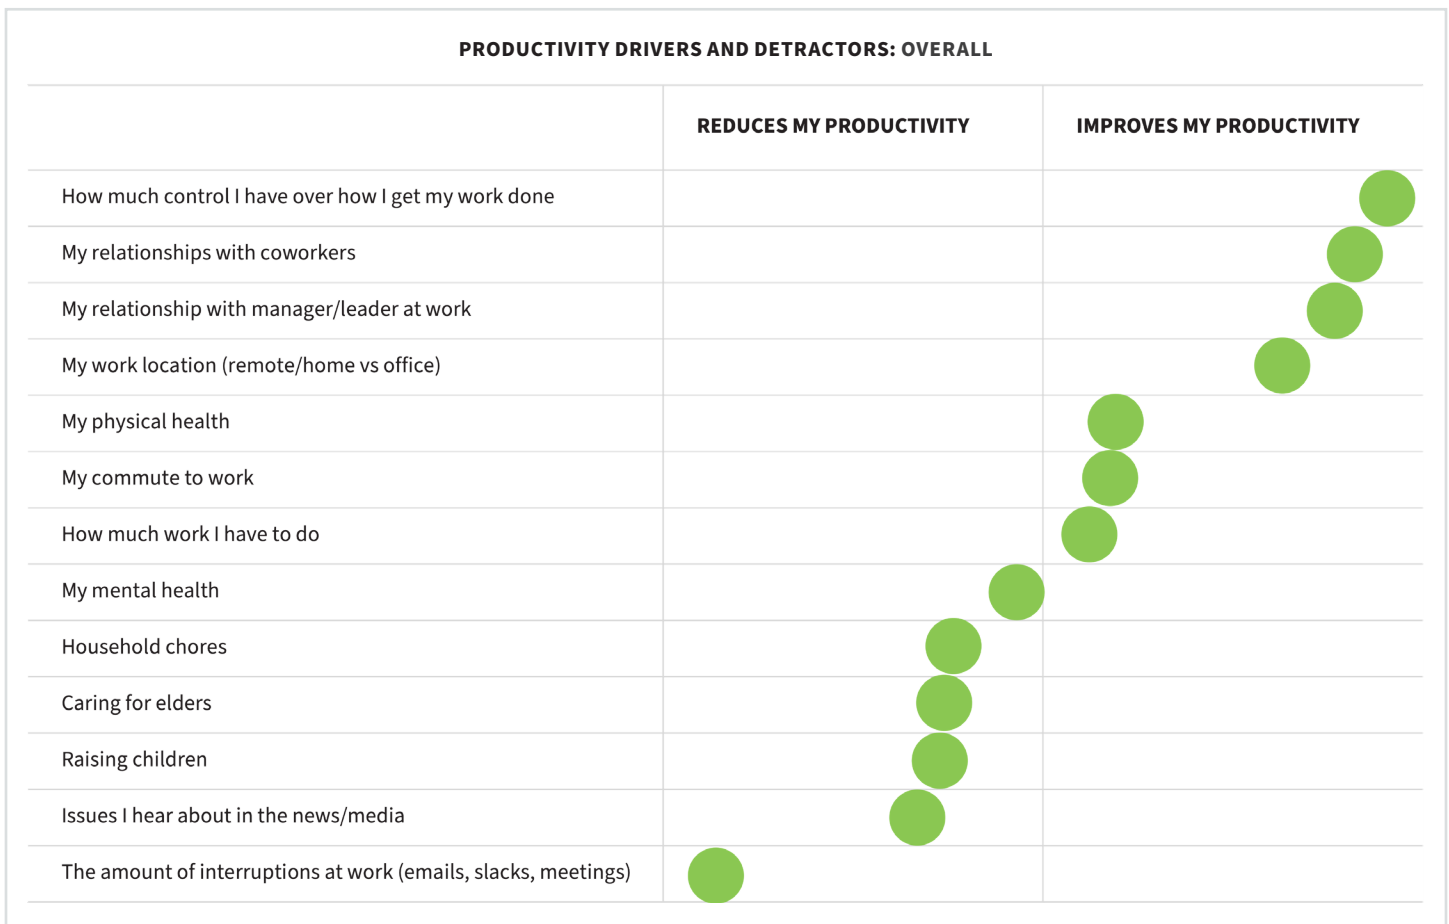 PRODUCTIVITY DRIVERS AND DETRACTORS: OVERALL
REDUCES MY PRODUCTIVITY
IMPROVES MY PRODUCTIVITY
How much control I have over how I get my work done
My relationships with coworkers
My relationship with manager/leader at work
My work location (remote/home vs office)
My physical health
My commute to work
How much work I have to do
My mental health
Household chores
Caring for elders
Raising children
Issues I hear about in the news/media
The amount of interruptions at work (emails, slacks, meetings)